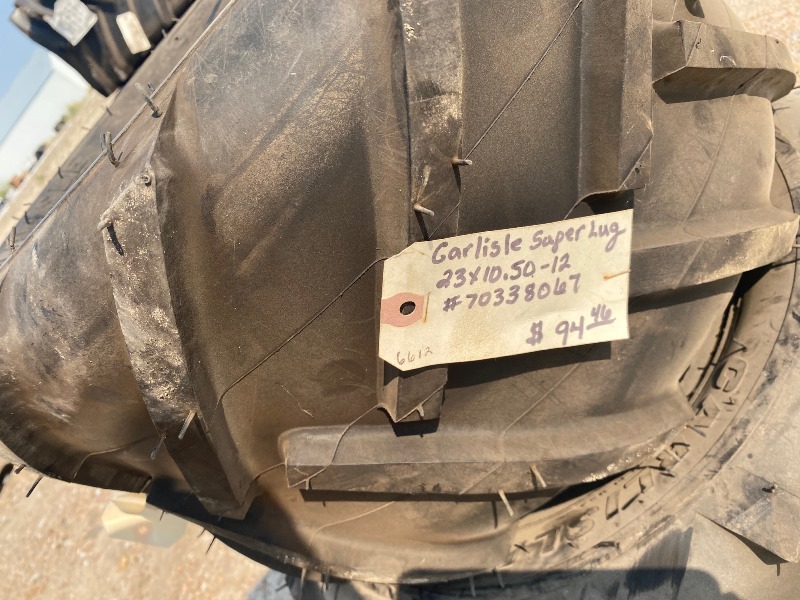 Carlisle Super Lug
23x10.50-12
#70338067
$ 94.46
6612